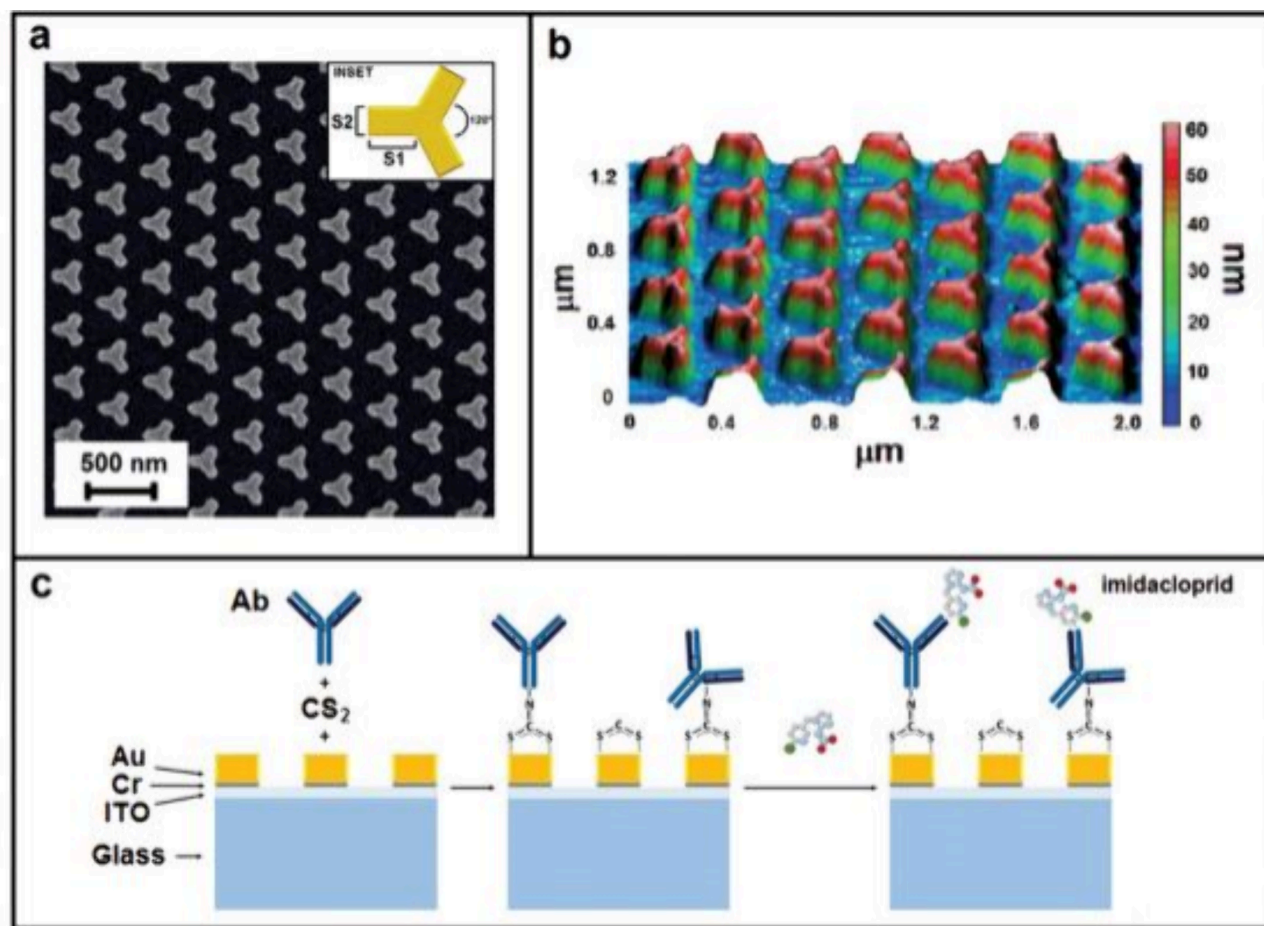 a
INSET
S2
120°
S1
500 nm
b
60
50
40
30
20
10
0
nm
1.2
0.8
0.4
0
μm
0
0.4
0.8
1.2
1.6
2.0
μm
c
Ab
+
CS₂
+
Au
Cr
ITO
Glass
N
C
S S
C
S S
N
C
S S
imidacloprid
N
C
S S
C
S S
N
C
S S